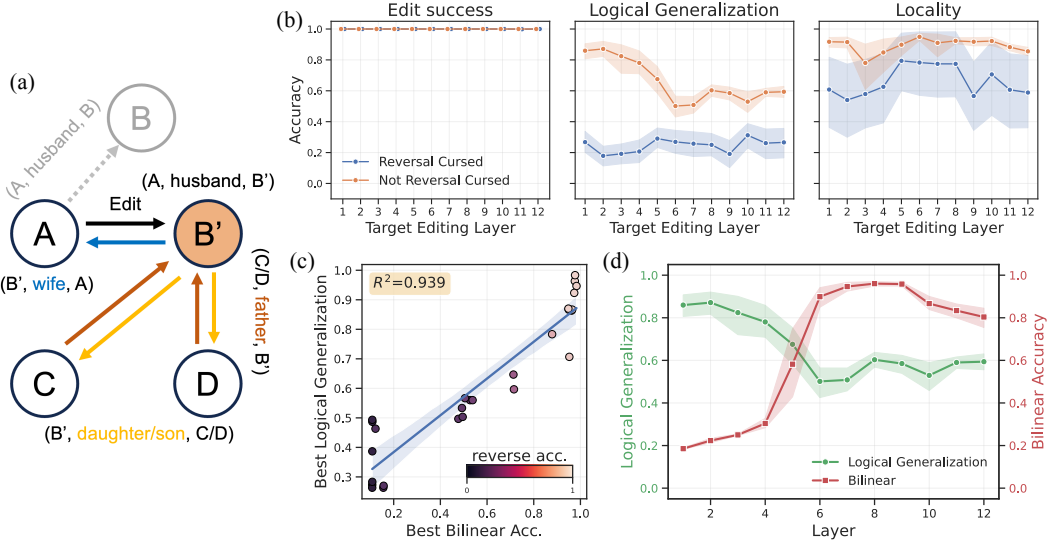 (a)
(A, husband, B)
B
(A, husband, B')
A
Edit
B'
(B', wife, A)
(C/D, father, B')
C
D
(B', daughter/son, C/D)
(b)
Edit success
Logical Generalization
Locality
Accuracy
1.0
0.8
0.6
0.4
0.2
0.0
Reversal Cursed
Not Reversal Cursed
1 2 3 4 5 6 7 8 9 10 11 12
1 2 3 4 5 6 7 8 9 10 11 12
1 2 3 4 5 6 7 8 9 10 11 12
Target Editing Layer
Target Editing Layer
Target Editing Layer
(c)
Best Logical Generalization
1.0
0.9
0.8
0.7
0.6
0.5
0.4
0.3
R²=0.939
reverse acc.
0 1
0.2 0.4 0.6 0.8 1.0
Best Bilinear Acc.
(d)
Logical Generalization
1.0
0.8
0.6
0.4
0.2
0.0
Logical Generalization
Bilinear
2 4 6 8 10 12
Layer
1.0
0.8
0.6
0.4
0.2
0.0
Bilinear Accuracy